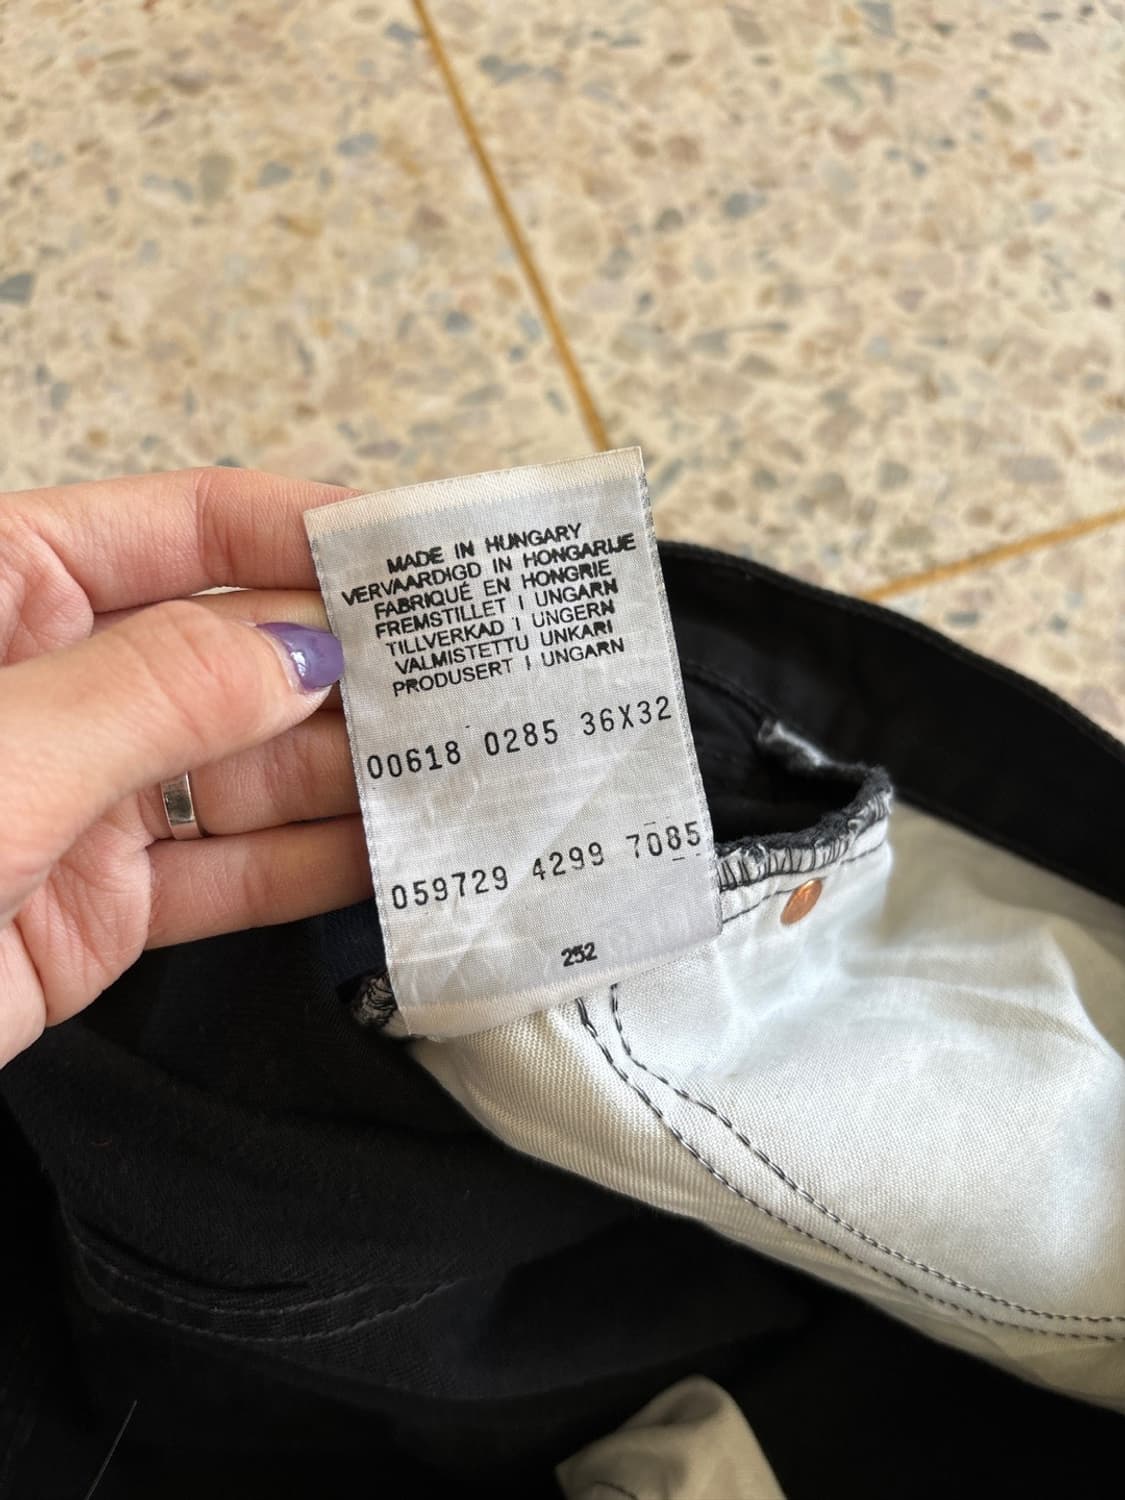 MADE IN HUNGARY
VERVAARDIGD IN HONGARIJE
FABRIQUÉ EN HONGRIE
FREMSTILLET I UNGARN
TILLVERKAD I UNGERN
VALMISTETTU UNKARI
PRODUSERT I UNGARN
00618 0285 36X32
059729 4299 7085
252